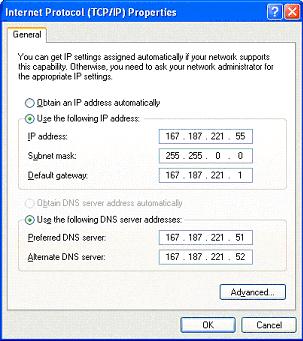 Internet Protocol (TCP/IP) Properties
General
You can get IP settings assigned automatically if your network supports
this capability. Otherwise, you need to ask your network administrator for
the appropriate IP settings.
Obtain an IP address automatically
Use the following IP address:
IP address: 167 . 187 . 221 . 55
Subnet mask: 255 . 255 . 0 . 0
Default gateway: 167 . 187 . 221 . 1
Obtain DNS server address automatically
Use the following DNS server addresses:
Preferred DNS server: 167 . 187 . 221 . 51
Alternate DNS server: 167 . 187 . 221 . 52
Advanced...
OK Cancel